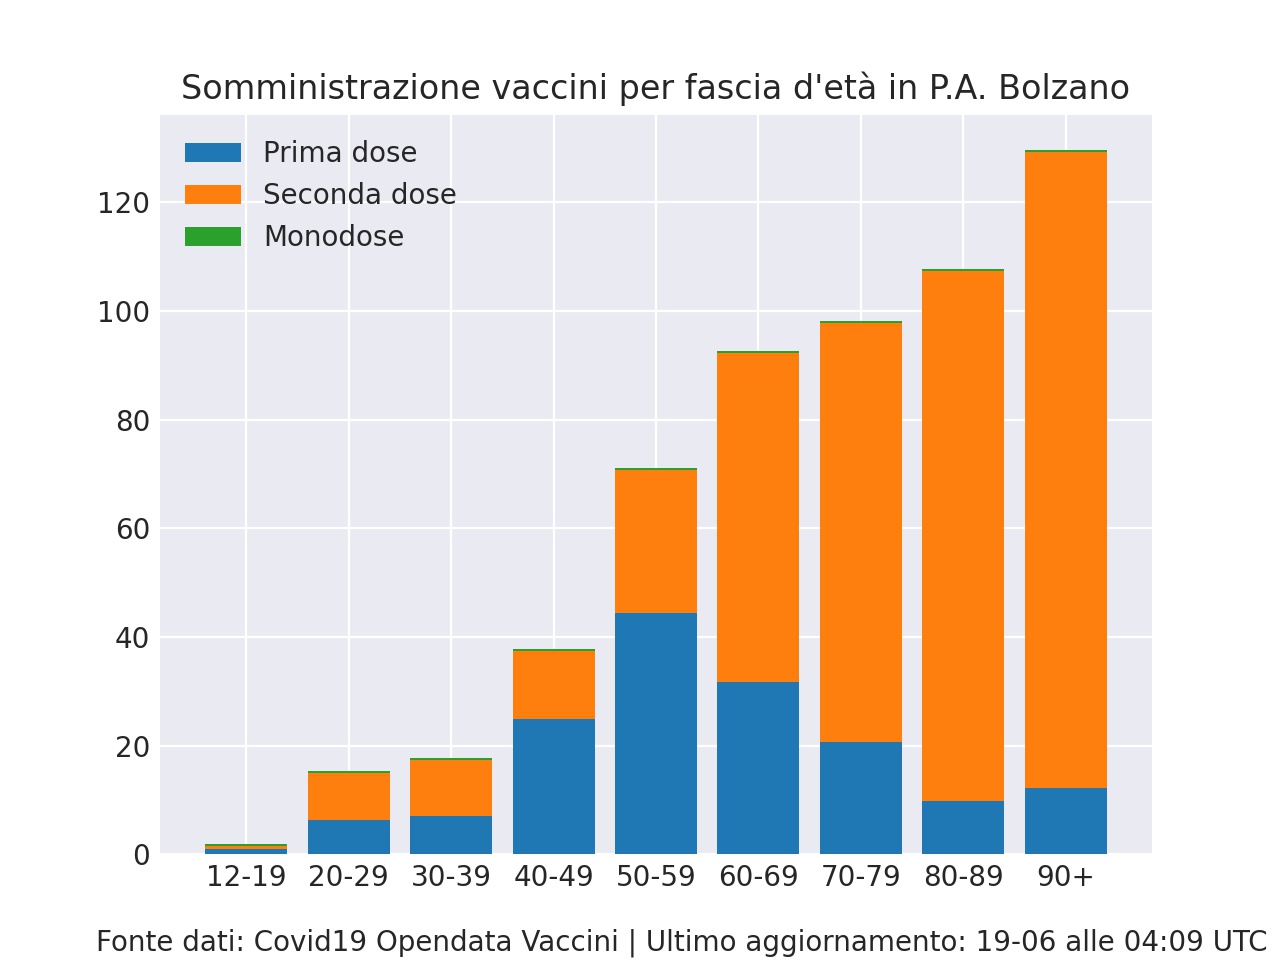 Somministrazione vaccini per fascia d'età in P.A. Bolzano
Prima dose
Seconda dose
Monodose
120
100
80
60
40
20
0
12-19 20-29 30-39 40-49 50-59 60-69 70-79 80-89 90+
Fonte dati: Covid19 Opendata Vaccini | Ultimo aggiornamento: 19-06 alle 04:09 UTC